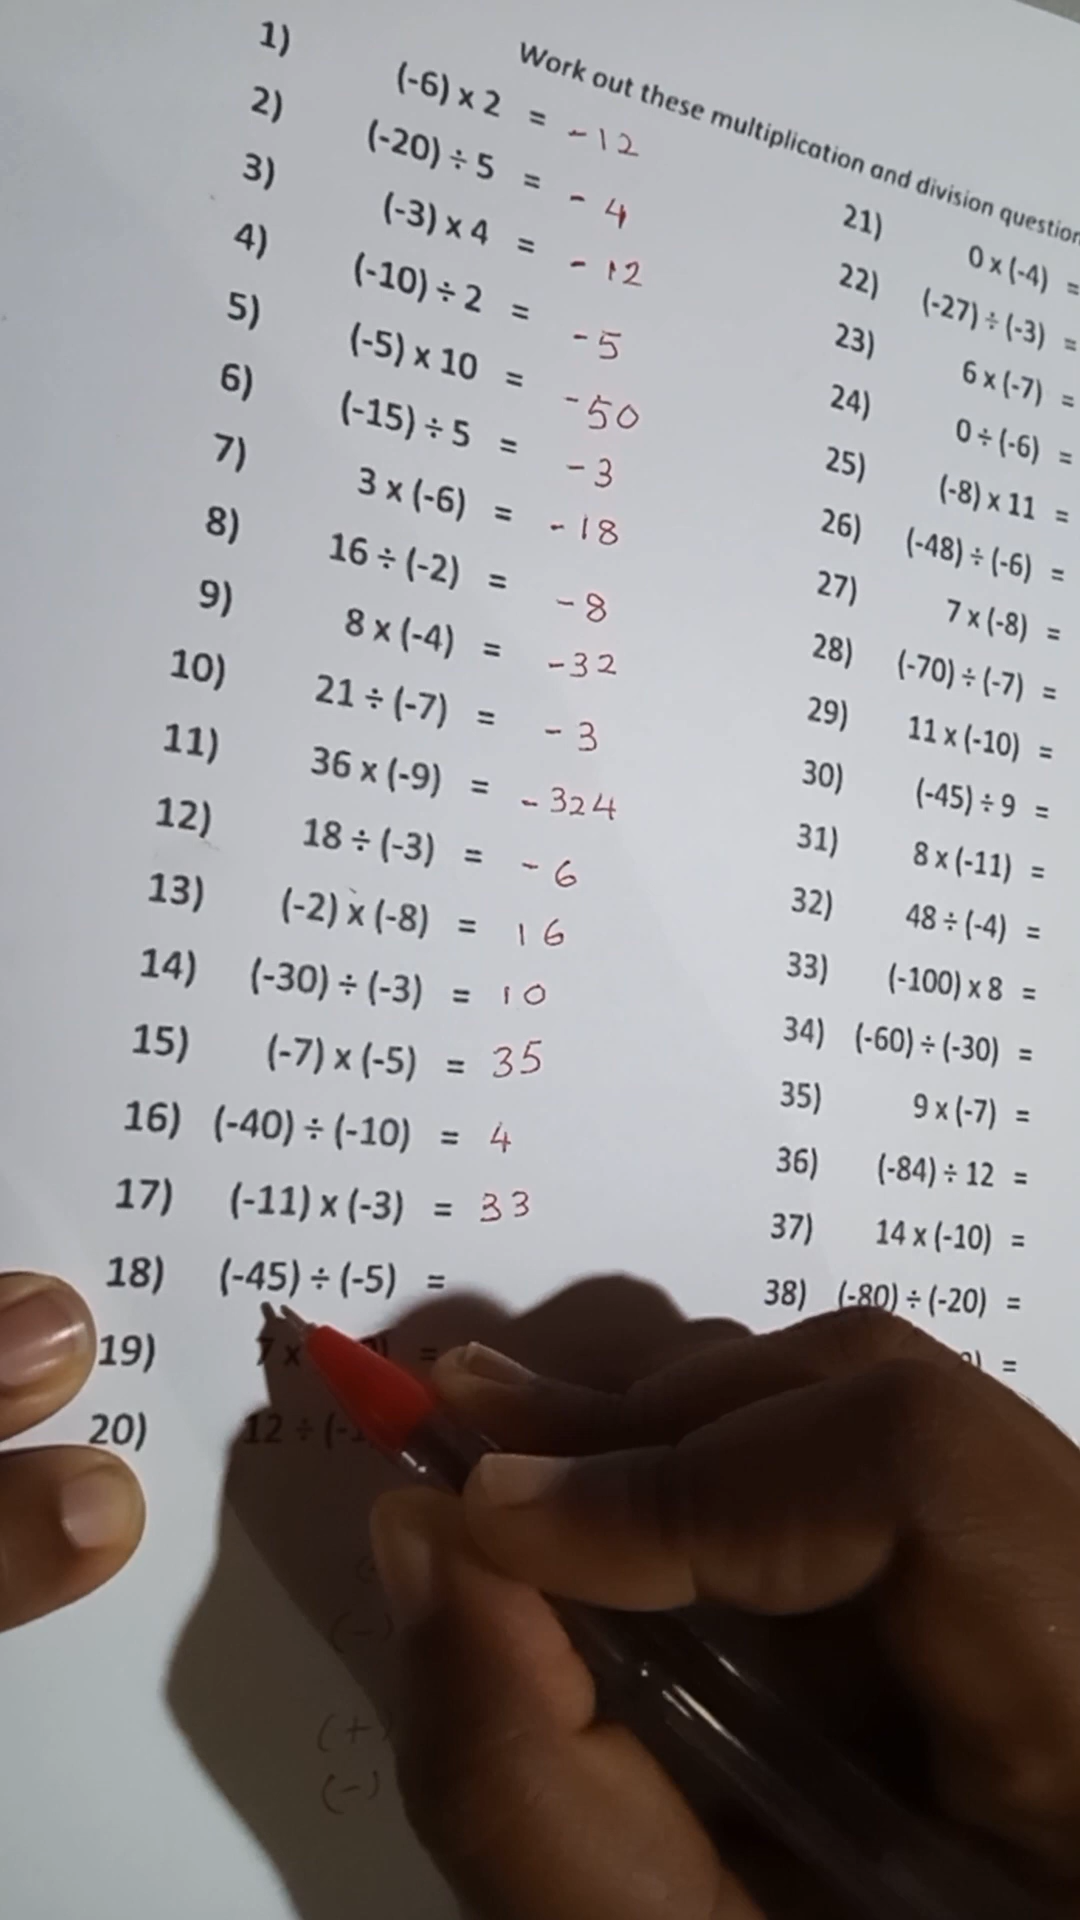 Work out these multiplication and division
1) (-6) x 2 = -12
2) (-20) ÷ 5 = - 4
3) (-3) x 4 = - 12
4) (-10) ÷ 2 = -5
5) (-5) x 10 = -50
6) (-15) ÷ 5 = -3
7) 3 x (-6) = -18
8) 16 ÷ (-2) = -8
9) 8 x (-4) = -32
10) 21 ÷ (-7) = -3
11) 36 x (-9) = -324
12) 18 ÷ (-3) = -6
13) (-2) x (-8) = 16
14) (-30) ÷ (-3) = 10
15) (-7) x (-5) = 35
16) (-40) ÷ (-10) = 4
17) (-11) x (-3) = 33
18) (-45) ÷ (-5) =
19) 7 x =
20) 12 ÷
(-)
(+)
(-)
21) 0 x (-4) =
22) (-27) ÷ (-3) =
23) 6 x (-7) =
24) 0 ÷ (-6) =
25) (-8) x 11 =
26) (-48) ÷ (-6) =
27) 7 x (-8) =
28) (-70) ÷ (-7) =
29) 11 x (-10) =
30) (-45) ÷ 9 =
31) 8 x (-11) =
32) 48 ÷ (-4) =
33) (-100) x 8 =
34) (-60) ÷ (-30) =
35) 9 x (-7) =
36) (-84) ÷ 12 =
37) 14 x (-10) =
38) (-80) ÷ (-20) =
=